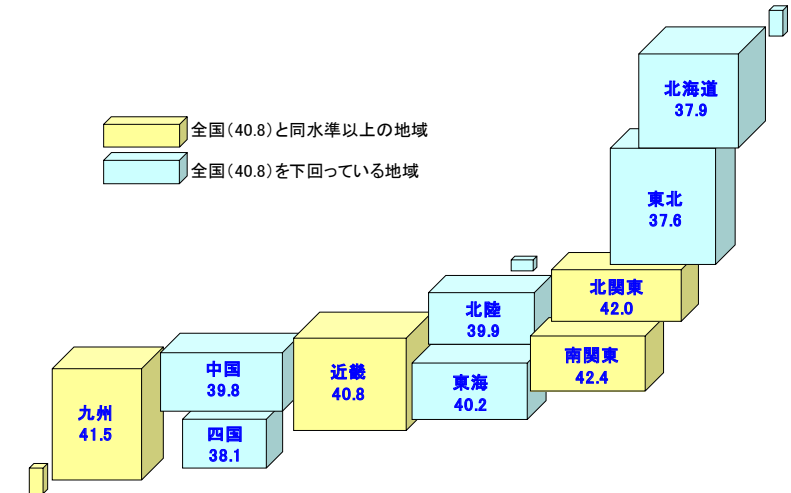 北海道
37.9
全国（40.8）と同水準以上の地域
全国（40.8）を下回っている地域
東北
37.6
北関東
42.0
北陸
39.9
南関東
42.4
中国
39.8
近畿
40.8
東海
40.2
九州
41.5
四国
38.1